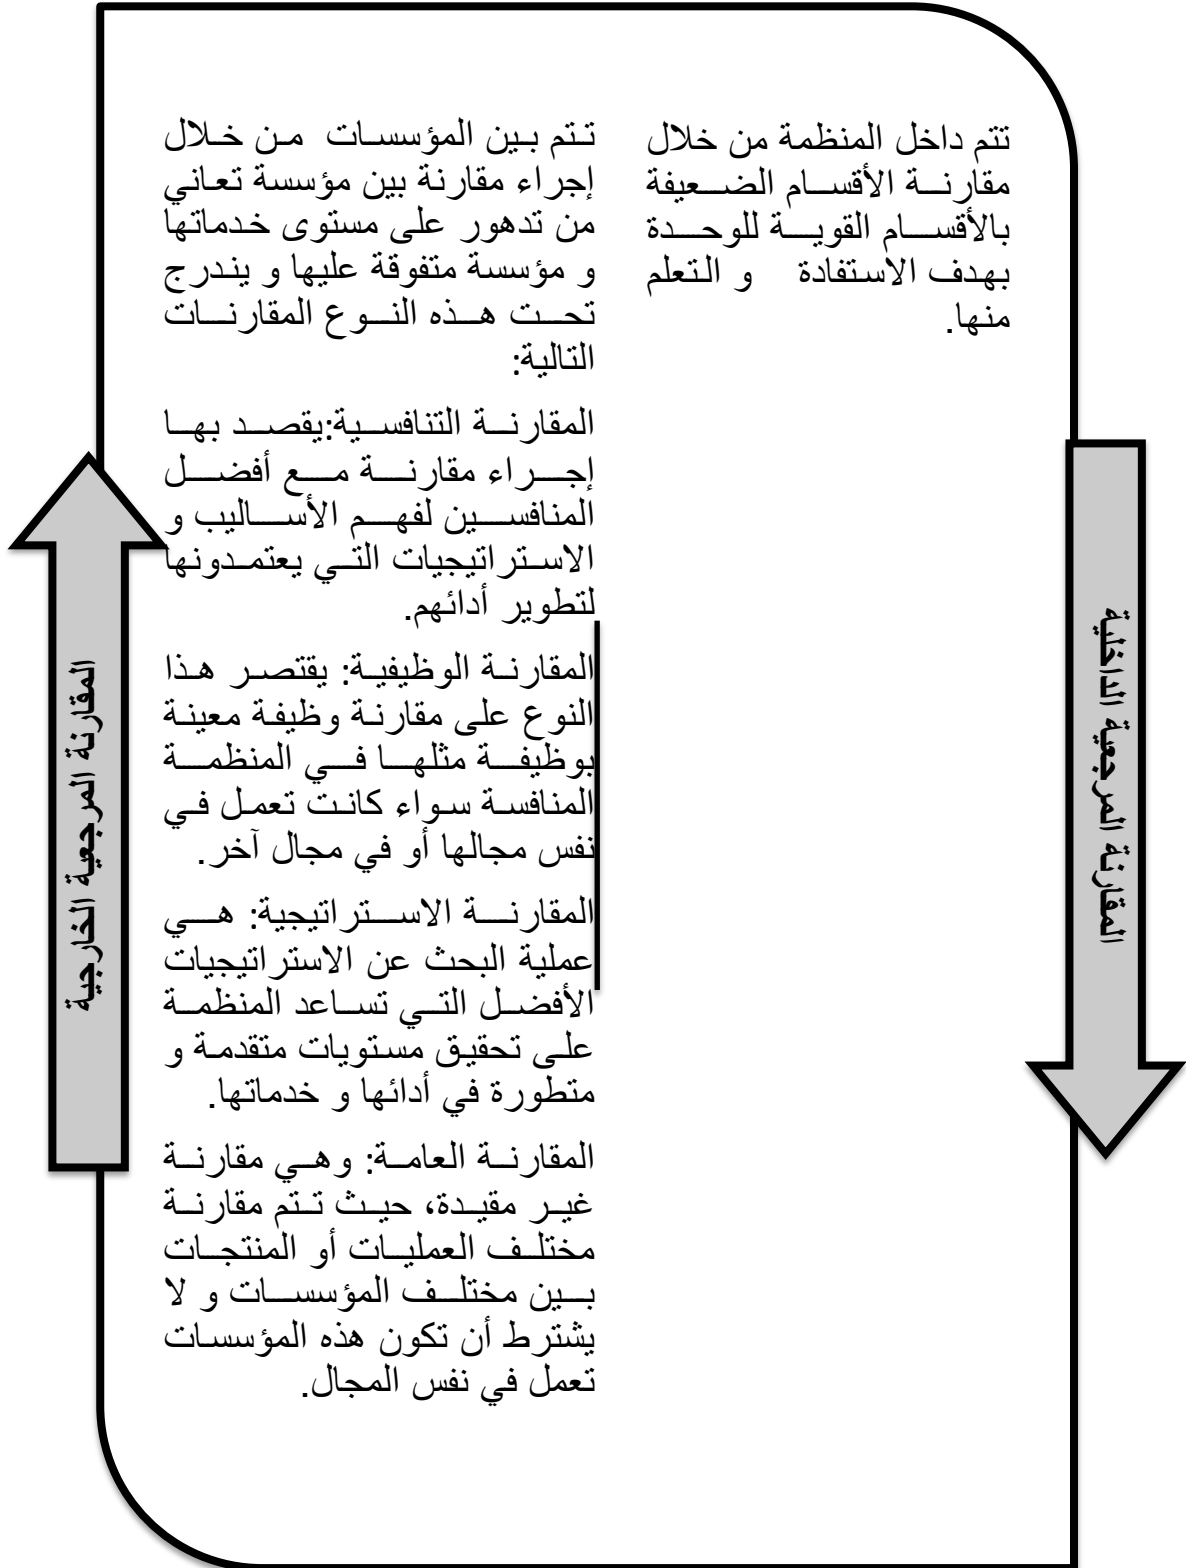 تتم داخل المنظمة من خلال
مقارنة الأقسام الضعيفة
بالأقسام القوية للوحدة
بهدف الاستفادة و التعلم
منها.
المقارنة المرجعية الداخلية
تتم بين المؤسسات من خلال
إجراء مقارنة بين مؤسسة تعاني
من تدهور على مستوى خدماتها
و مؤسسة متفوقة عليها و يندرج
تحت هذه النوع المقارنات
التالية:
المقارنة التنافسية:يقصد بها
إجراء مقارنة مع أفضل
المنافسين لفهم الأساليب و
الاستراتيجيات التي يعتمدونها
لتطوير أدائهم.
المقارنة الوظيفية: يقتصر هذا
النوع على مقارنة وظيفة معينة
بوظيفة مثلها في المنظمة
المنافسة سواء كانت تعمل في
نفس مجالها أو في مجال آخر.
المقارنة الاستراتيجية: هي
عملية البحث عن الاستراتيجيات
الأفضل التي تساعد المنظمة
على تحقيق مستويات متقدمة و
متطورة في أدائها و خدماتها.
المقارنة العامة: وهي مقارنة
غير مقيدة، حيث تتم مقارنة
مختلف العمليات أو المنتجات
بين مختلف المؤسسات و لا
يشترط أن تكون هذه المؤسسات
تعمل في نفس المجال.
المقارنة المرجعية الخارجية